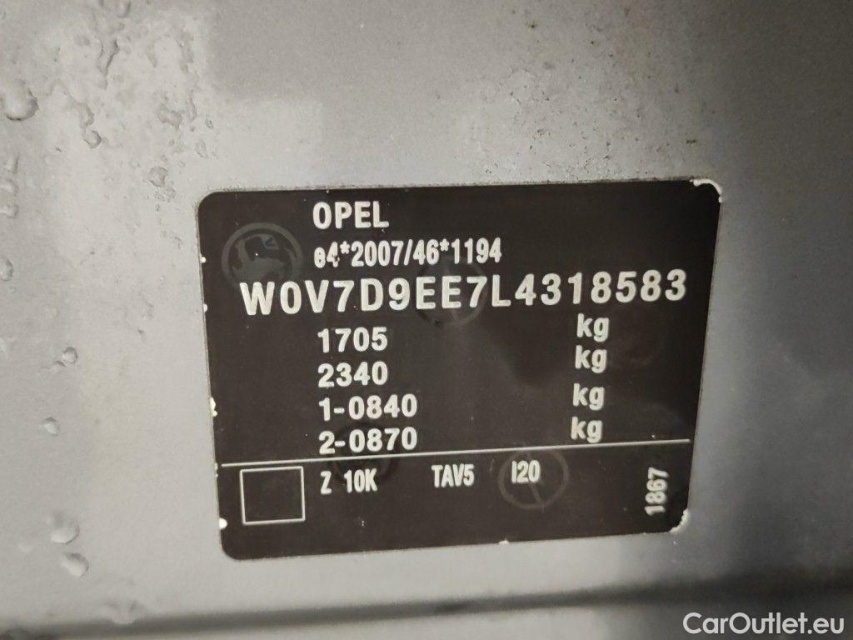 OPEL
e4*2007/46*1194
W0V7D9EE7L4318583
1705 kg
2340 kg
1-0840 kg
2-0870 kg
Z 10K TAV5 I20
1867
CarOutlet.eu